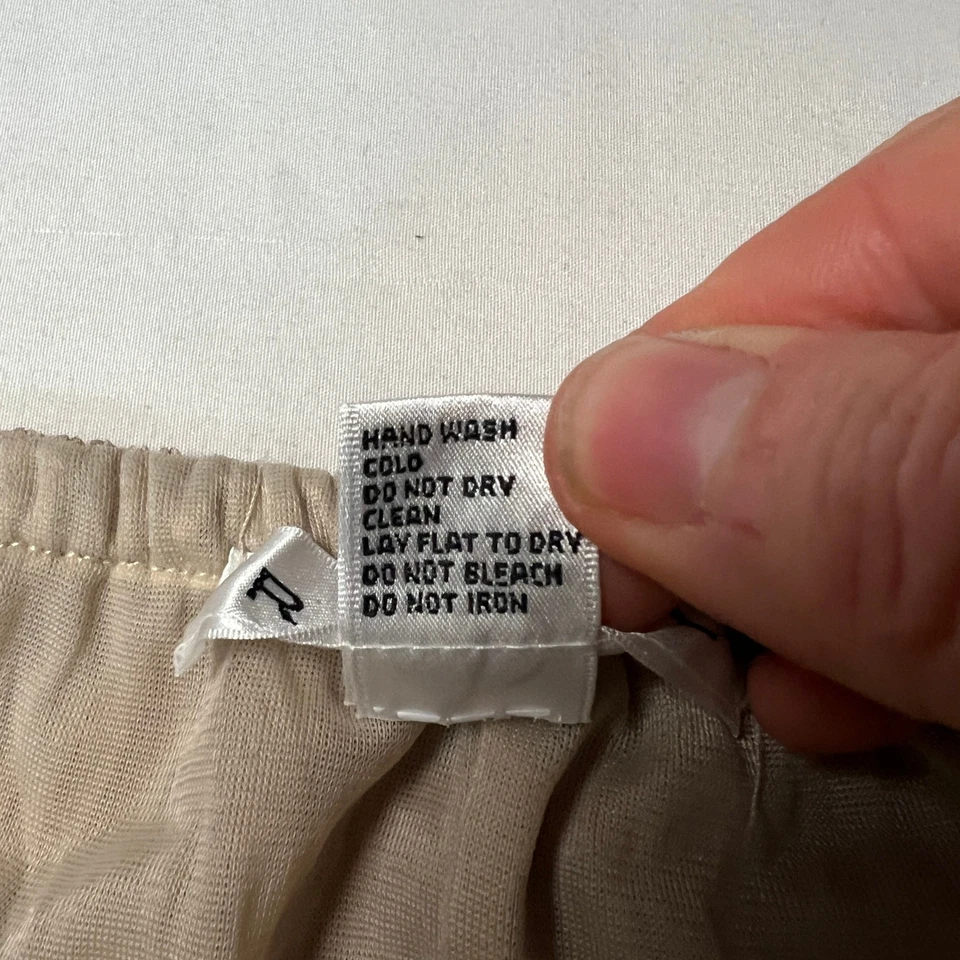 HAND WASH
COLD
DO NOT DRY
CLEAN
LAY FLAT TO DRY
DO NOT BLEACH
DO NOT IRON